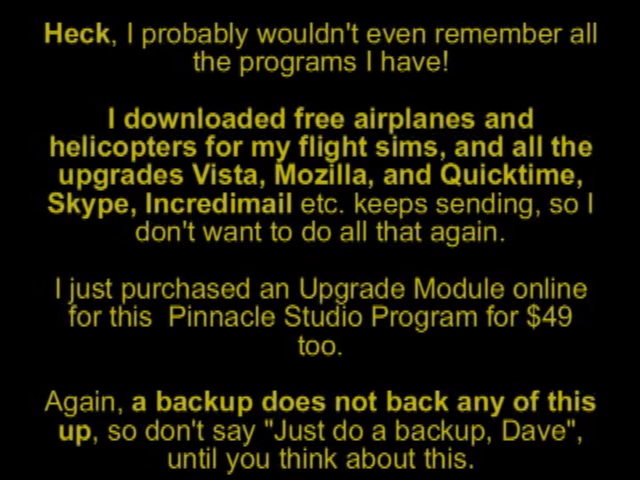 Heck, I probably wouldn't even remember all
the programs I have!
I downloaded free airplanes and
helicopters for my flight sims, and all the
upgrades Vista, Mozilla, and Quicktime,
Skype, Incredimail etc. keeps sending, so I
don't want to do all that again.
I just purchased an Upgrade Module online
for this Pinnacle Studio Program for $49
too.
Again, a backup does not back any of this
up, so don't say "Just do a backup, Dave",
until you think about this.